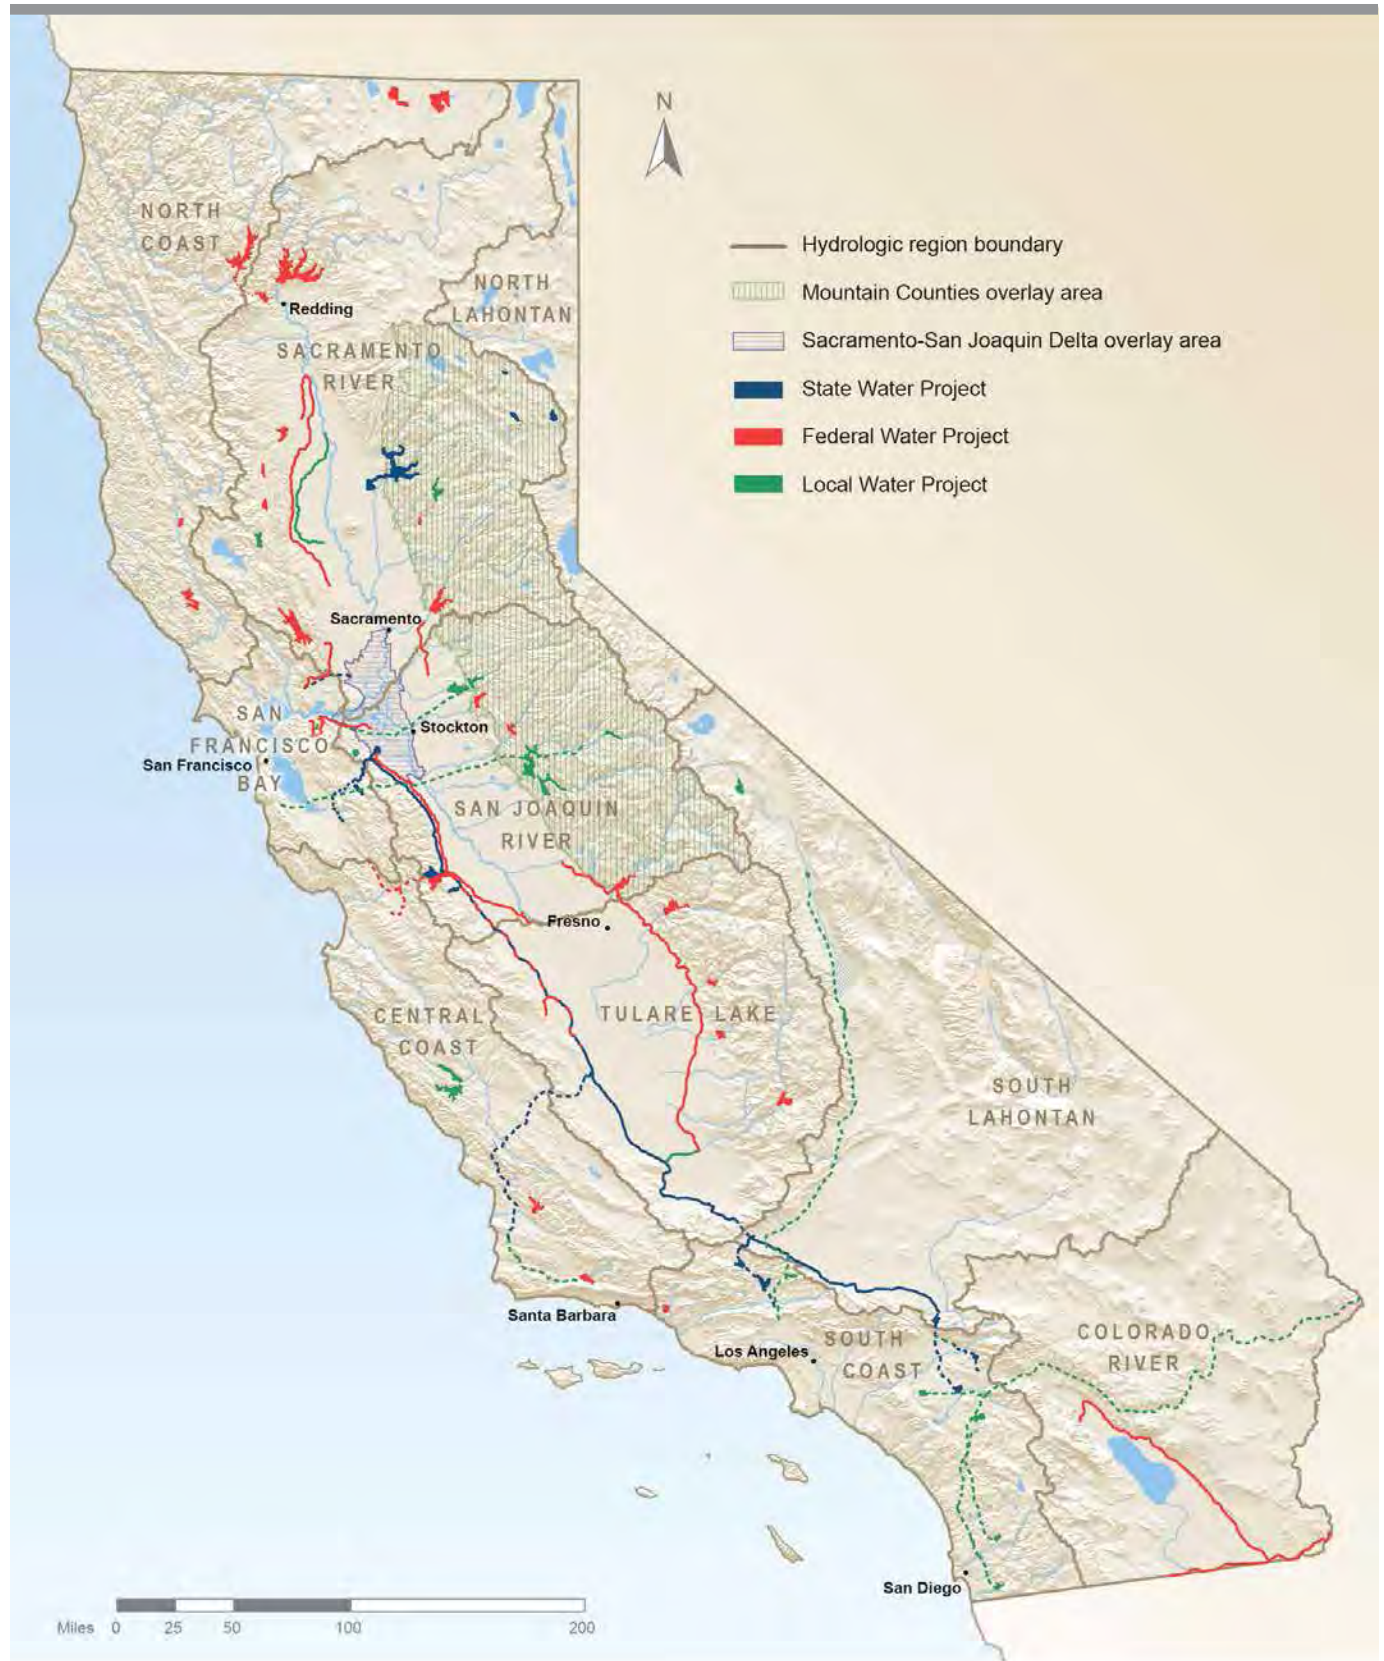 N
NORTH
COAST
Hydrologic region boundary
Mountain Counties overlay area
NORTH
LAHONTAN
Redding
Sacramento-San Joaquin Delta overlay area
SACRAMENTO
RIVER
State Water Project
Federal Water Project
Local Water Project
Sacramento
SAN
FRANCISCO
BAY
Stockton
San Francisco
SAN JOAQUIN
RIVER
Fresno
CENTRAL
COAST
TULARE LAKE
SOUTH
LAHONTAN
Santa Barbara
Los Angeles
SOUTH
COAST
COLORADO
RIVER
San Diego
Miles 0 25 50 100 200